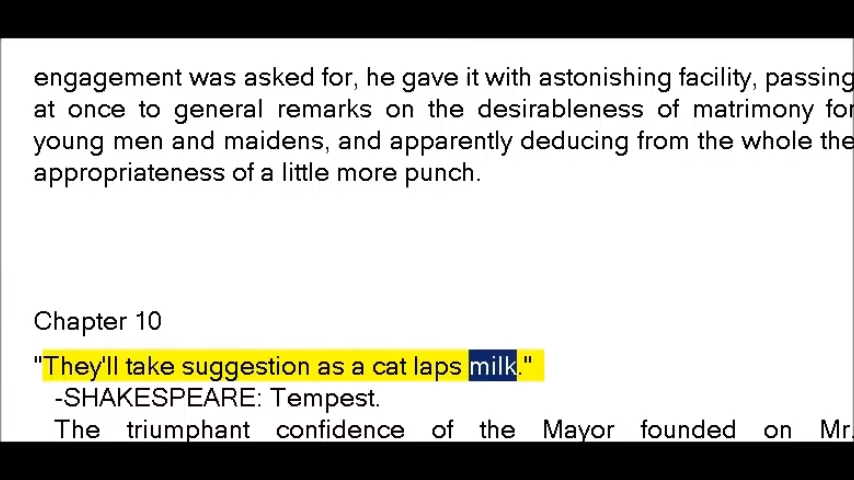 engagement was asked for, he gave it with astonishing facility, passing
at once to general remarks on the desirableness of matrimony for
young men and maidens, and apparently deducing from the whole the
appropriateness of a little more punch.
Chapter 10
"They'll take suggestion as a cat laps milk."
-SHAKESPEARE: Tempest.
The triumphant confidence of the Mayor founded on Mr.